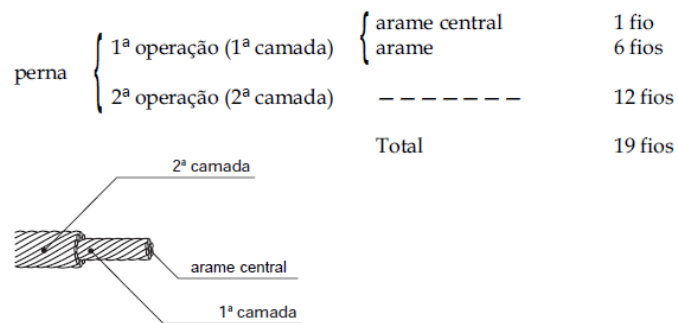 perna
1ª operação (1ª camada) arame central 1 fio
arame 6 fios
2ª operação (2ª camada) – – – – – – – 12 fios
Total 19 fios
2ª camada
arame central
1ª camada